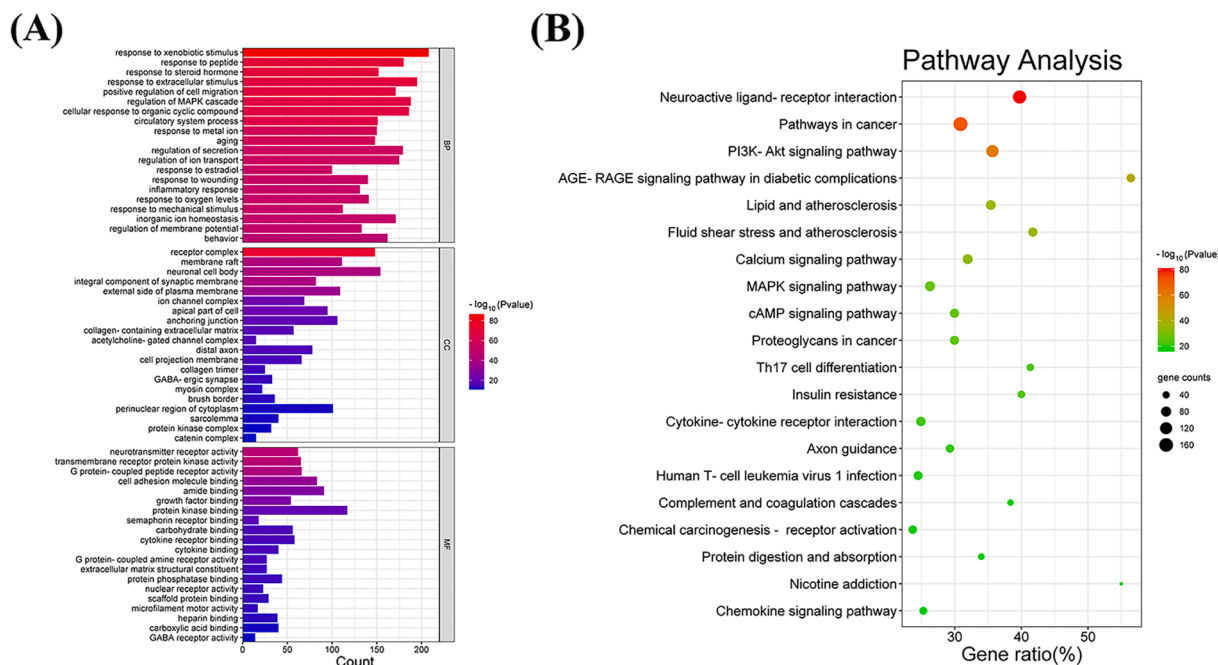 (A)
response to xenobiotic stimulus
response to peptide
response to steroid hormone
response to extracellular stimulus
positive regulation of cell migration
regulation of MAPK cascade
cellular response to organic cyclic compound
circulatory system process
response to metal ion
aging
regulation of secretion
regulation of ion transport
response to estradiol
response to wounding
inflammatory response
response to oxygen levels
response to mechanical stimulus
inorganic ion homeostasis
regulation of membrane potential
behavior
BP
receptor complex
membrane raft
neuronal cell body
integral component of synaptic membrane
external side of plasma membrane
ion channel complex
apical part of cell
anchoring junction
collagen- containing extracellular matrix
acetylcholine- gated channel complex
distal axon
cell projection membrane
collagen trimer
GABA- ergic synapse
myosin complex
brush border
perinuclear region of cytoplasm
sarcolemma
protein kinase complex
catenin complex
CC
neurotransmitter receptor activity
transmembrane receptor protein kinase activity
G protein- coupled peptide receptor activity
cell adhesion molecule binding
amide binding
growth factor binding
protein kinase binding
semaphorin receptor binding
carbohydrate binding
cytokine receptor binding
cytokine binding
G protein- coupled amine receptor activity
extracellular matrix structural constituent
protein phosphatase binding
nuclear receptor activity
scaffold protein binding
microfilament motor activity
heparin binding
carboxylic acid binding
GABA receptor activity
MF
0 50 100 150 200
Count
- log10 (Pvalue)
80
60
40
20
(B)
Pathway Analysis
Neuroactive ligand- receptor interaction
Pathways in cancer
PI3K- Akt signaling pathway
AGE- RAGE signaling pathway in diabetic complications
Lipid and atherosclerosis
Fluid shear stress and atherosclerosis
Calcium signaling pathway
MAPK signaling pathway
cAMP signaling pathway
Proteoglycans in cancer
Th17 cell differentiation
Insulin resistance
Cytokine- cytokine receptor interaction
Axon guidance
Human T- cell leukemia virus 1 infection
Complement and coagulation cascades
Chemical carcinogenesis - receptor activation
Protein digestion and absorption
Nicotine addiction
Chemokine signaling pathway
30 40 50
Gene ratio(%)
- log10 (Pvalue)
80
60
40
20
gene counts
40
80
120
160